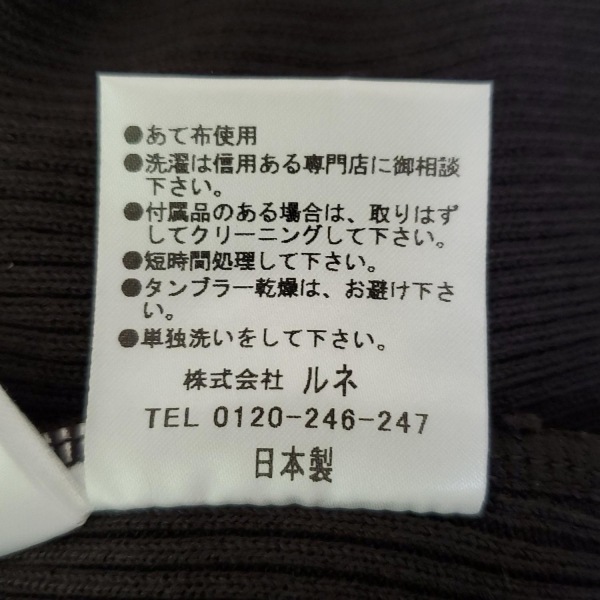 ●あて布使用
●洗濯は信用ある専門店に御相談
下さい。
●付属品のある場合は、取りはず
してクリーニングして下さい。
●短時間処理して下さい。
●タンブラー乾燥は、お避け下さ
い。
●単独洗いをして下さい。
株式会社 ルネ
TEL 0120-246-247
日本製